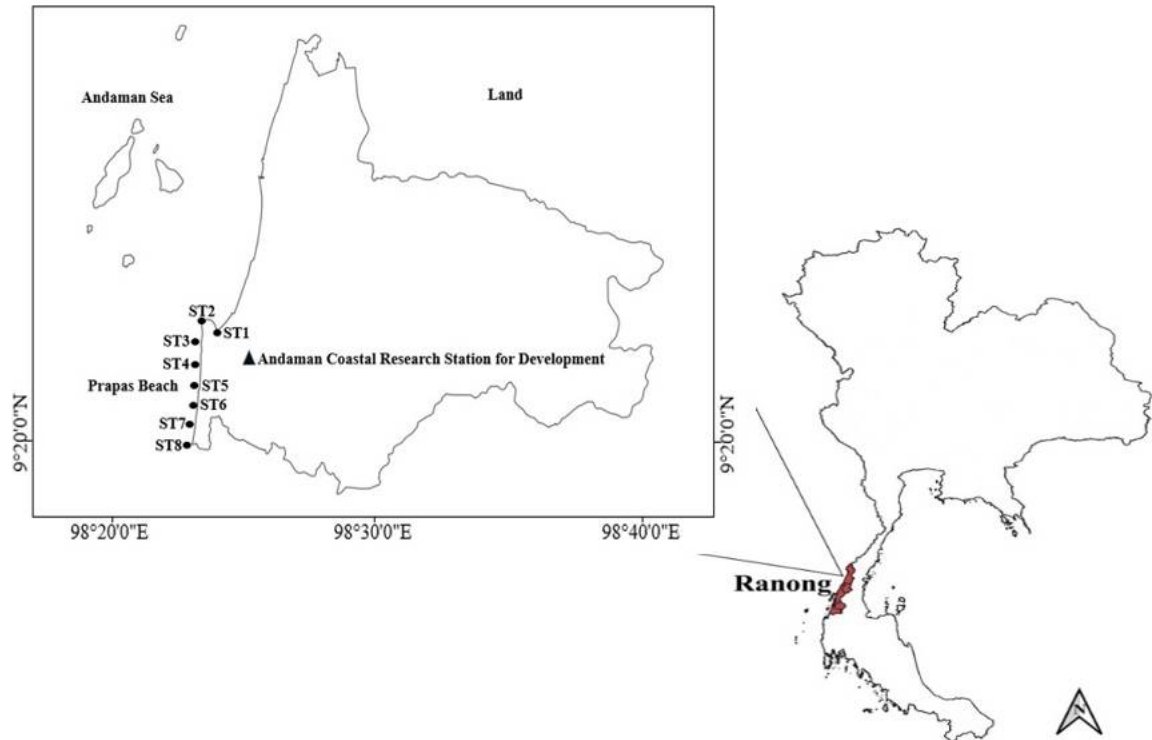 Andaman Sea
Land
ST2
ST1
ST3
ST4
Andaman Coastal Research Station for Development
Prapas Beach
ST5
ST6
ST7
ST8
9°20'0"N
9°20'0"N
98°20'0"E
98°30'0"E
98°40'0"E
Ranong
N